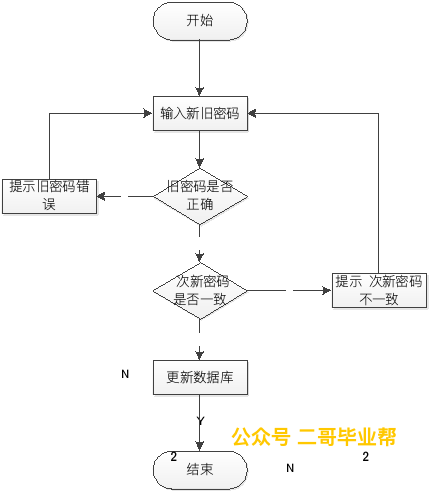 开始
输入新旧密码
提示旧密码错
误
旧密码是否
正确
次新密码
是否一致
提示 次新密码
不一致
N
更新数据库
Y
公众号 二哥毕业帮
2
结束
N
2